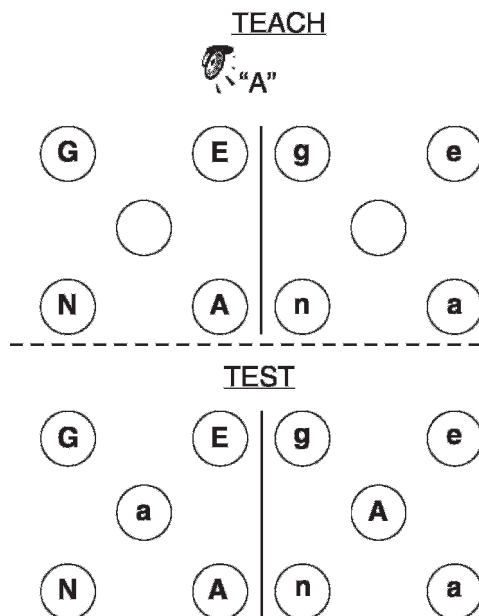 TEACH
“A”
G E g e
N A n a
TEST
G E g e
a A
N A n a